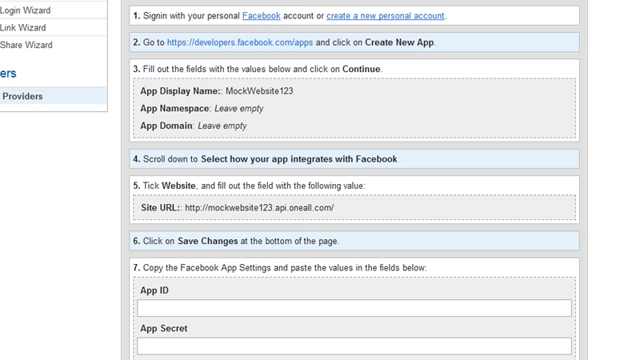 Login Wizard
Link Wizard
Share Wizard
ers
Providers
1. Signin with your personal Facebook account or create a new personal account.
2. Go to https://developers.facebook.com/apps and click on Create New App.
3. Fill out the fields with the values below and click on Continue.
App Display Name:: MockWebsite123
App Namespace: Leave empty
App Domain: Leave empty
4. Scroll down to Select how your app integrates with Facebook
5. Tick Website, and fill out the field with the following value:
Site URL:: http://mockwebsite123.api.oneall.com/
6. Click on Save Changes at the bottom of the page.
7. Copy the Facebook App Settings and paste the values in the fields below:
App ID
App Secret